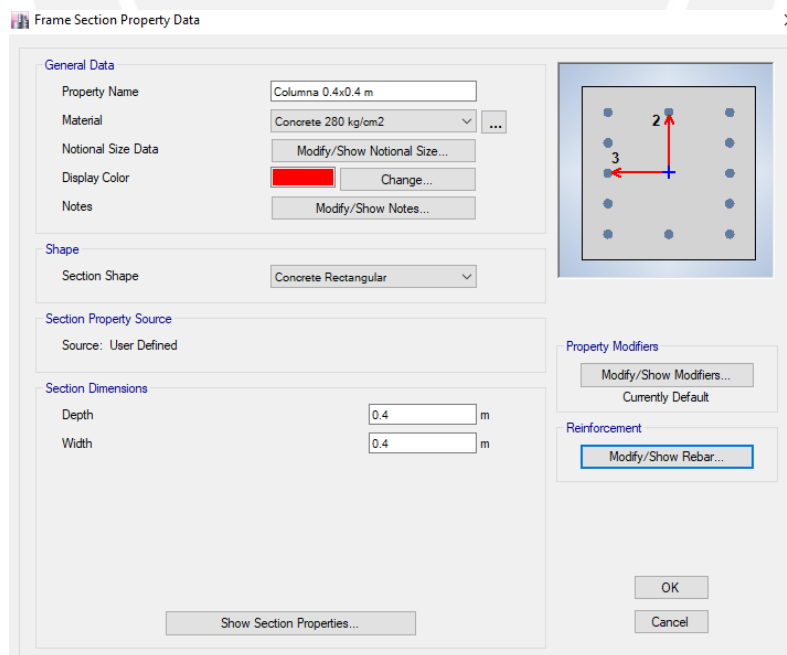 Frame Section Property Data
General Data
Property Name
Columna 0.4x0.4 m
Material
Concrete 280 kg/cm2
...
Notional Size Data
Modify/Show Notional Size...
Display Color
Change...
Notes
Modify/Show Notes...
2
3
Shape
Section Shape
Concrete Rectangular
Section Property Source
Source: User Defined
Property Modifiers
Modify/Show Modifiers...
Currently Default
Section Dimensions
Depth
0.4
m
Width
0.4
m
Reinforcement
Modify/Show Rebar...
Show Section Properties...
OK
Cancel